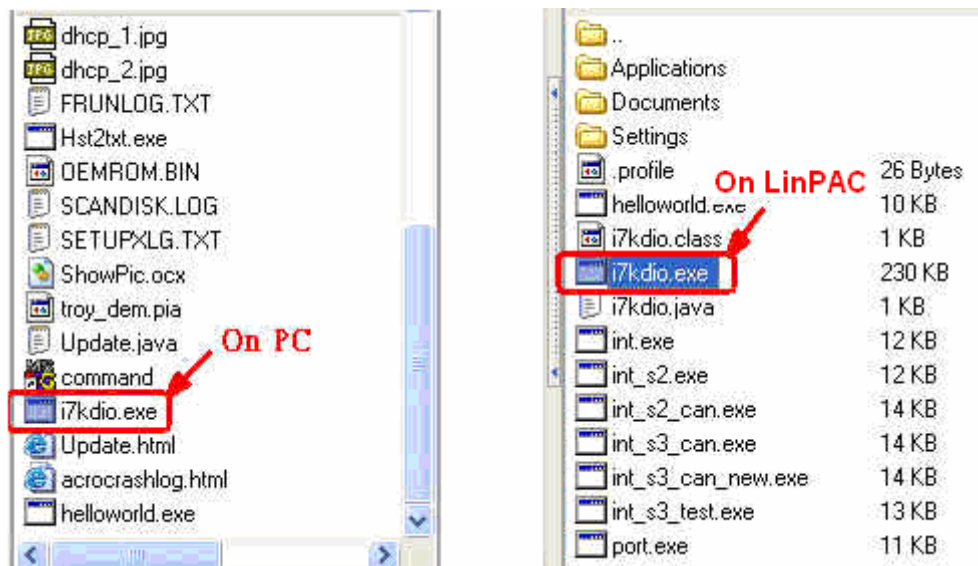 dhcp_1.jpg
dhcp_2.jpg
FRUNLOG.TXT
Hst2txt.exe
OEMROM.BIN
SCANDISK.LOG
SETUPXLG.TXT
ShowPic.ocx
troy_dem.pia
Update.java
On PC
command
i7kdio.exe
Update.html
acrocrashlog.html
helloworld.exe
..
Applications
Documents
Settings
.profile 26 Bytes
On LinPAC
helloworld.exe 10 KB
i7kdio.class 1 KB
i7kdio.exe 230 KB
i7kdio.java 1 KB
int.exe 12 KB
int_s2.exe 12 KB
int_s2_can.exe 14 KB
int_s3_can.exe 14 KB
int_s3_can_new.exe 14 KB
int_s3_test.exe 13 KB
port.exe 11 KB